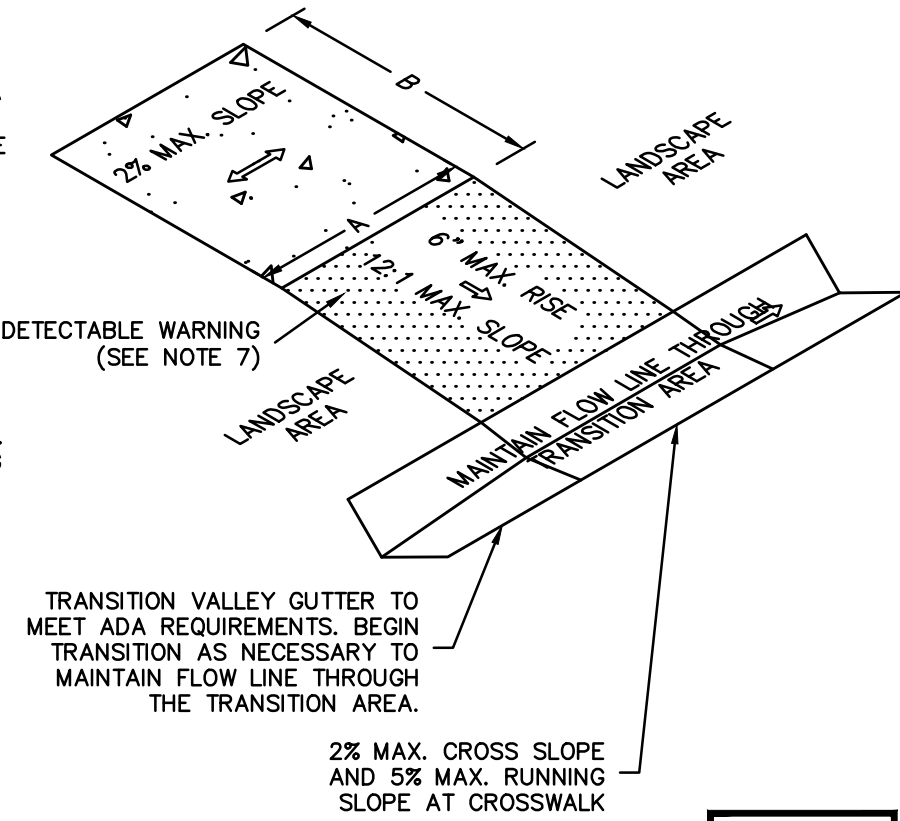 B
2% MAX. SLOPE
LANDSCAPE
AREA
A
6" MAX. RISE
12:1 MAX. SLOPE
DETECTABLE WARNING
(SEE NOTE 7)
LANDSCAPE
AREA
MAINTAIN FLOW LINE THROUGH
TRANSITION AREA
TRANSITION VALLEY GUTTER TO
MEET ADA REQUIREMENTS. BEGIN
TRANSITION AS NECESSARY TO
MAINTAIN FLOW LINE THROUGH
THE TRANSITION AREA.
2% MAX. CROSS SLOPE
AND 5% MAX. RUNNING
SLOPE AT CROSSWALK